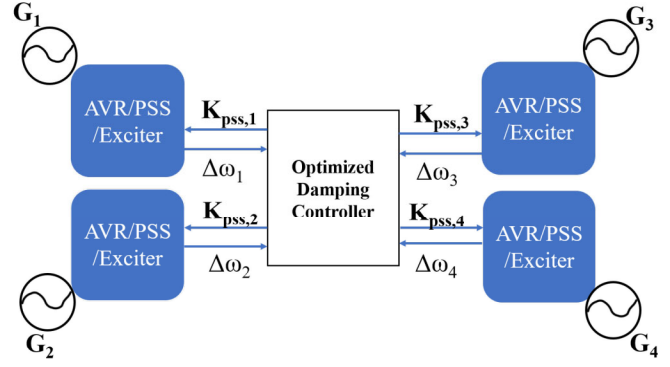 G1
G3
AVR/PSS
/Exciter
Kpss,1
Δω1
Optimized
Damping
Controller
Kpss,3
Δω3
AVR/PSS
/Exciter
AVR/PSS
/Exciter
Kpss,2
Δω2
Kpss,4
Δω4
AVR/PSS
/Exciter
G2
G4